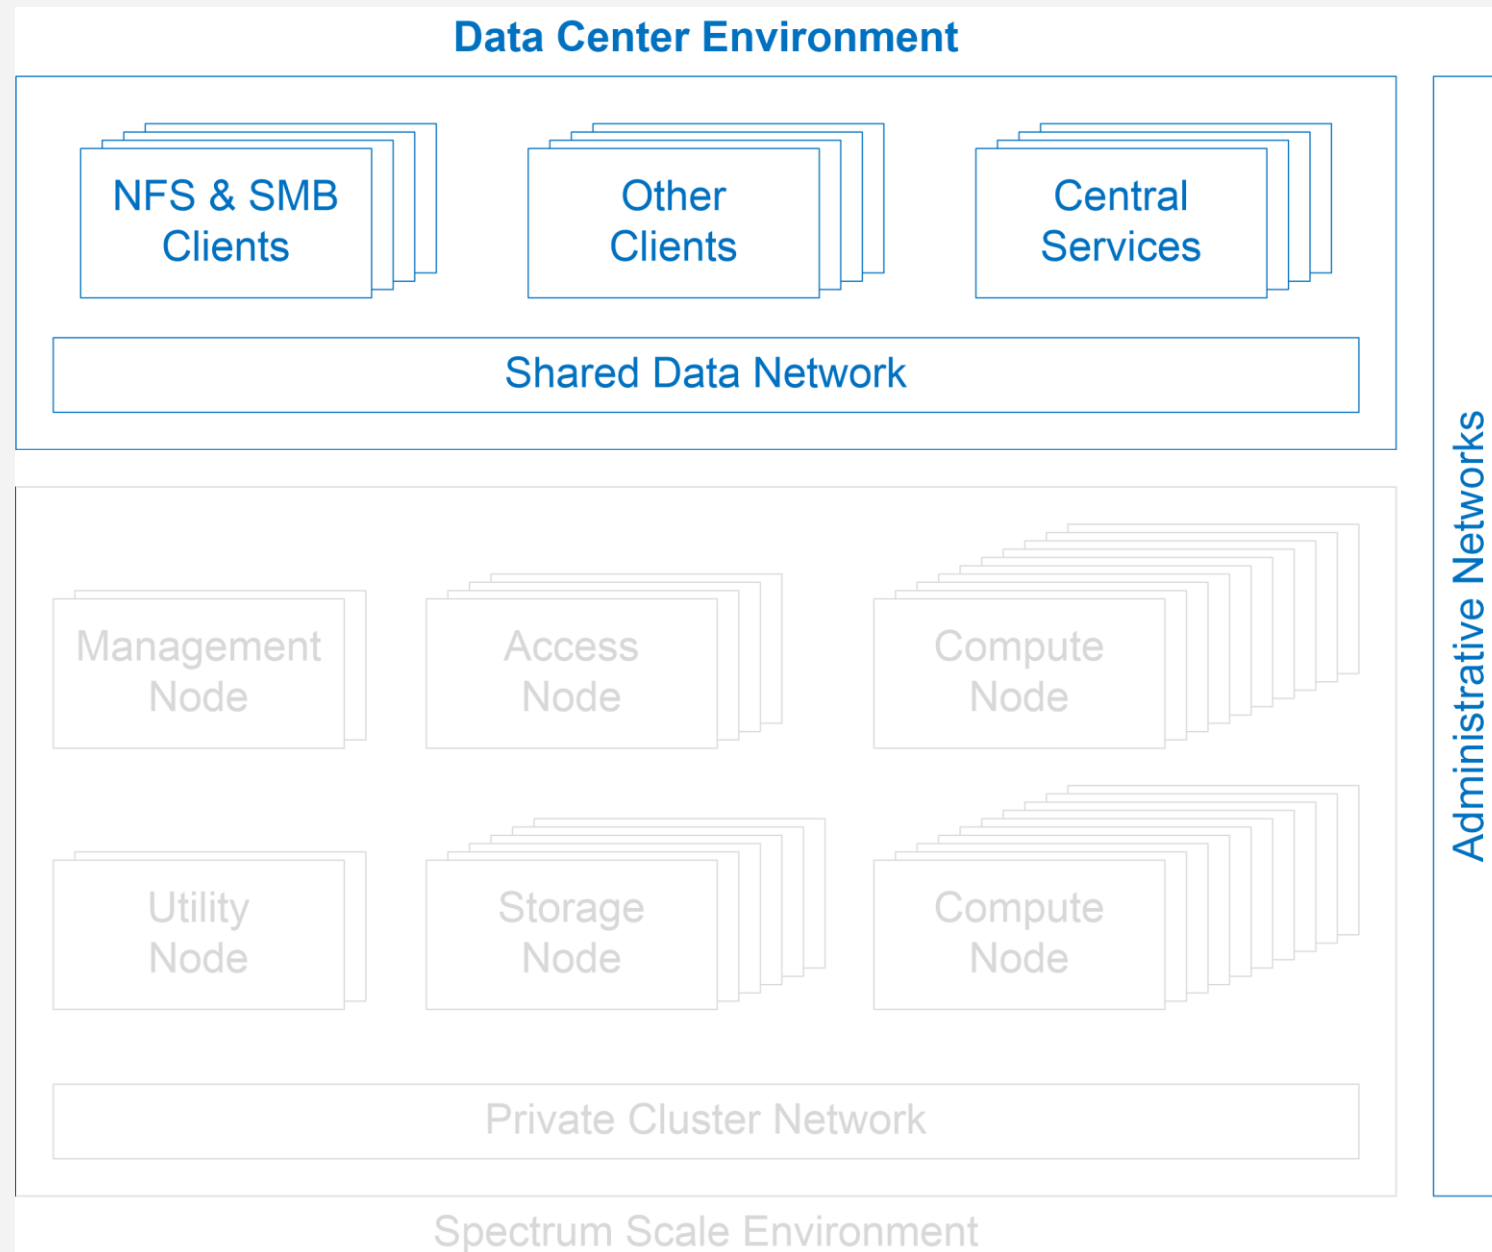 Data Center Environment
NFS & SMB
Clients
Other
Clients
Central
Services
Shared Data Network
Administrative Networks
Management
Node
Access
Node
Compute
Node
Utility
Node
Storage
Node
Compute
Node
Private Cluster Network
Spectrum Scale Environment